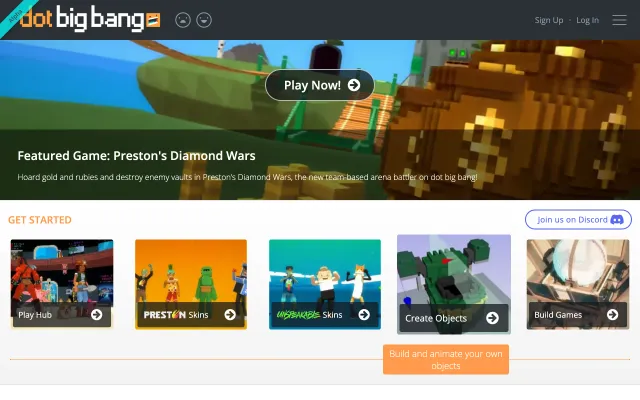 Alpha
dot big bang
Sign Up · Log In
Play Now!
Featured Game: Preston's Diamond Wars
Hoard gold and rubies and destroy enemy vaults in Preston's Diamond Wars, the new team-based arena battler on dot big bang!
GET STARTED
Join us on Discord
Play Hub
PRESTON Skins
UNSPEAKABLE Skins
Create Objects
Build Games
Build and animate your own
objects